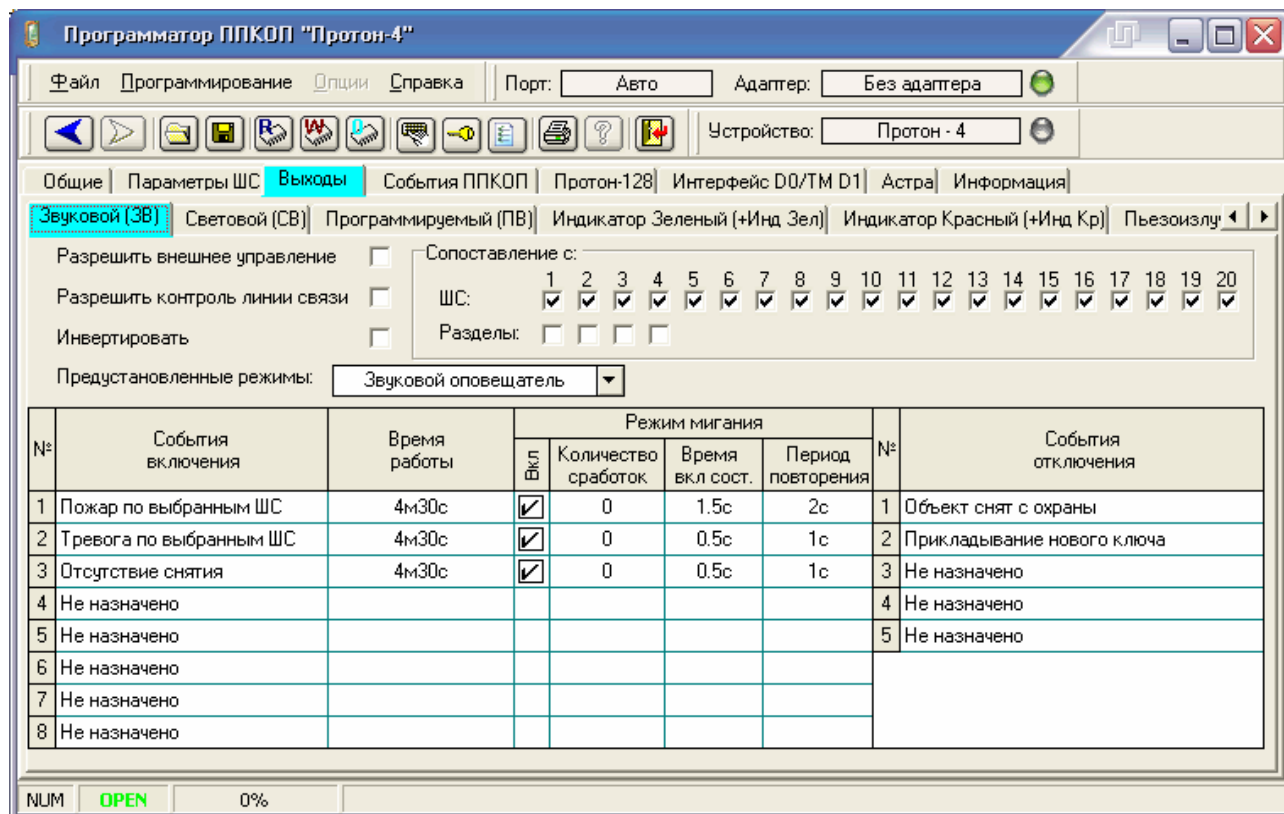 Программатор ППКОП "Протон-4"
Файл Программирование Опции Справка Порт: Авто Адаптер: Без адаптера
Устройство: Протон - 4
Общие Параметры ШС Выходы События ППКОП Протон-128 Интерфейс D0/TM D1 Астра Информация
Звуковой (ЗВ) Световой (СВ) Программируемый (ПВ) Индикатор Зеленый (+Инд Зел) Индикатор Красный (+Инд Кр) Пьезоизлу
Разрешить внешнее управление
Сопоставление с:
1 2 3 4 5 6 7 8 9 10 11 12 13 14 15 16 17 18 19 20
Разрешить контроль линии связи ШС:
Инвертировать Разделы:
Предустановленные режимы: Звуковой оповещатель
№ События включения Время работы Режим мигания № События отключения
Вкл Количество сработок Время вкл сост. Период повторения
1 Пожар по выбранным ШС 4м30с 0 1.5с 2с 1 Объект снят с охраны
2 Тревога по выбранным ШС 4м30с 0 0.5с 1с 2 Прикладывание нового ключа
3 Отсутствие снятия 4м30с 0 0.5с 1с 3 Не назначено
4 Не назначено 4 Не назначено
5 Не назначено 5 Не назначено
6 Не назначено
7 Не назначено
8 Не назначено
NUM OPEN 0%